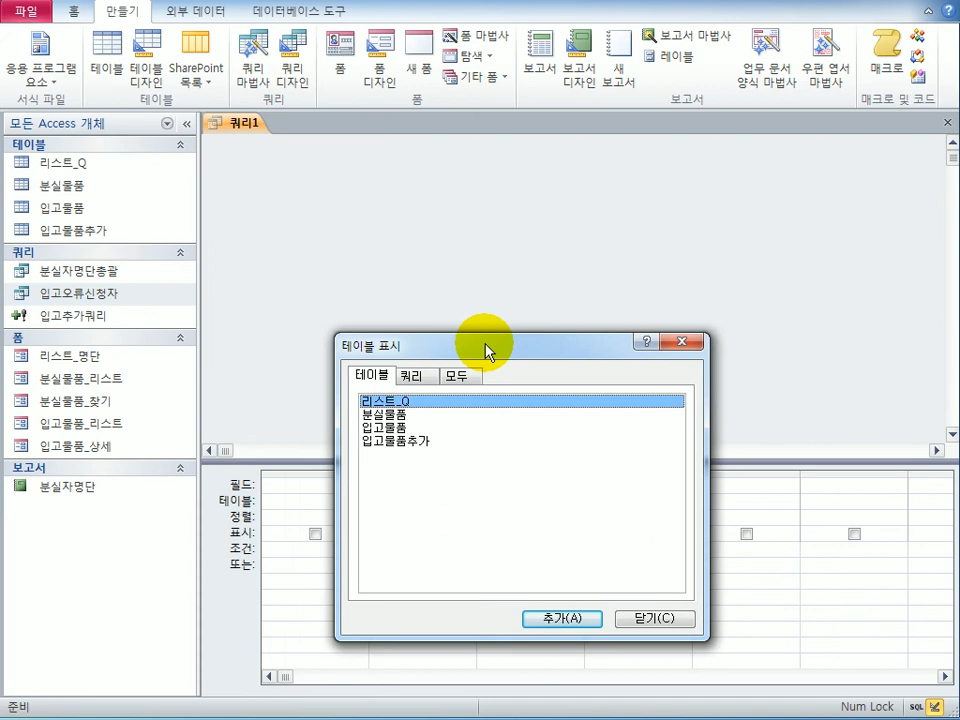 파일 홈 만들기 외부 데이터 데이터베이스 도구
응용 프로그램 요소
서식 파일
테이블
테이블 디자인
SharePoint 목록
테이블
쿼리 마법사
쿼리 디자인
쿼리
폼
폼 디자인
새 폼
폼 마법사
탐색
기타 폼
폼
보고서
보고서 디자인
새 보고서
보고서 마법사
레이블
업무 문서 양식 마법사
우편 엽서 마법사
보고서
매크로
매크로 및 코드
모든 Access 개체
쿼리1
테이블
리스트_Q
분실물품
입고물품
입고물품추가
쿼리
분실자명단총괄
입고오류신청자
입고추가쿼리
폼
리스트_명단
분실물품_리스트
분실물품_찾기
입고물품_리스트
입고물품_상세
보고서
분실자명단
테이블 표시
테이블 쿼리 모두
리스트_Q
분실물품
입고물품
입고물품추가
추가(A) 닫기(C)
필드:
테이블:
정렬:
표시:
조건:
또는:
준비
Num Lock
SQL